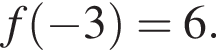 f(−3) = 6.